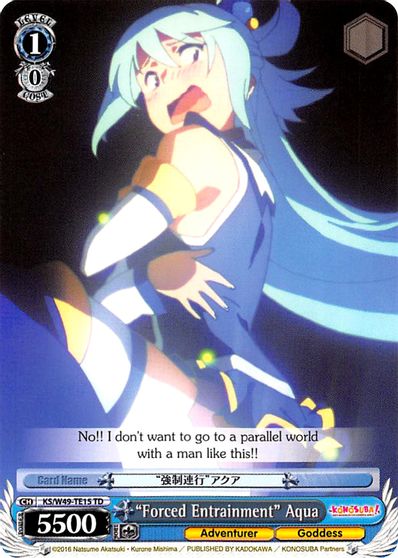 LEVEL
1
0
COST
No!! I don't want to go to a parallel world
with a man like this!!
Card Name
"強制連行"アクア
CH KS/W49-TE15 TD
POWER 5500
"Forced Entrainment" Aqua
KONOSUBA!
Adventurer Goddess
©2016 Natsume Akatsuki・Kurone Mishima / PUBLISHED BY KADOKAWA / KONOSUBA Partners